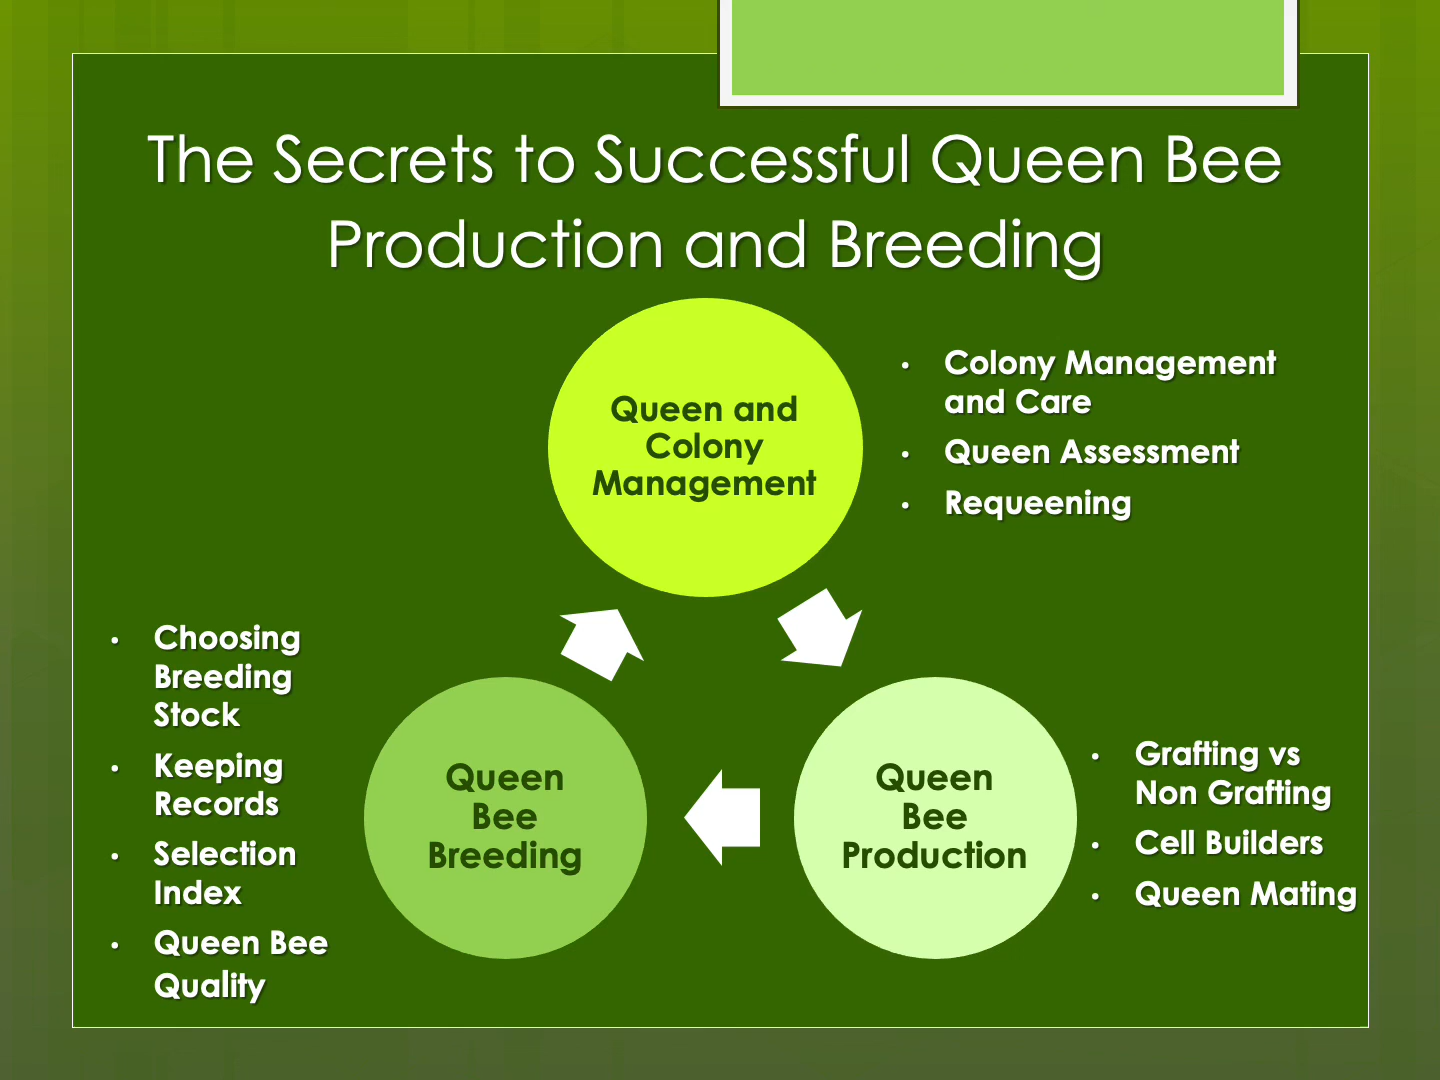 The Secrets to Successful Queen Bee
Production and Breeding
Queen and
Colony
Management
• Colony Management
and Care
• Queen Assessment
• Requeening
• Choosing
Breeding
Stock
• Keeping
Records
• Selection
Index
• Queen Bee
Quality
Queen
Bee
Breeding
Queen
Bee
Production
• Grafting vs
Non Grafting
• Cell Builders
• Queen Mating